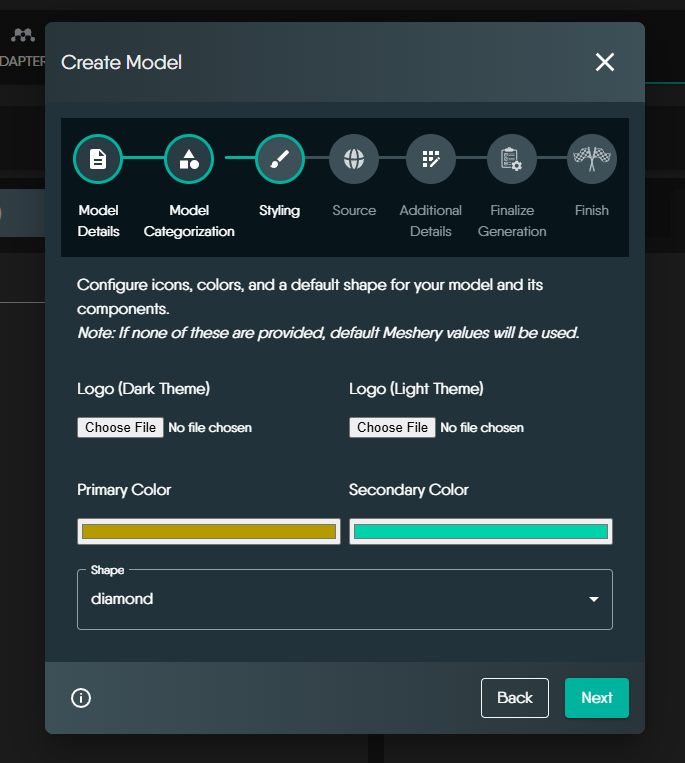 DAPTER
Create Model
Model
Details
Model
Categorization
Styling
Source
Additional
Details
Finalize
Generation
Finish
Configure icons, colors, and a default shape for your model and its
components.
Note: If none of these are provided, default Meshery values will be used.
Logo (Dark Theme)
Logo (Light Theme)
Choose File No file chosen
Choose File No file chosen
Primary Color
Secondary Color
Shape
diamond
Back
Next